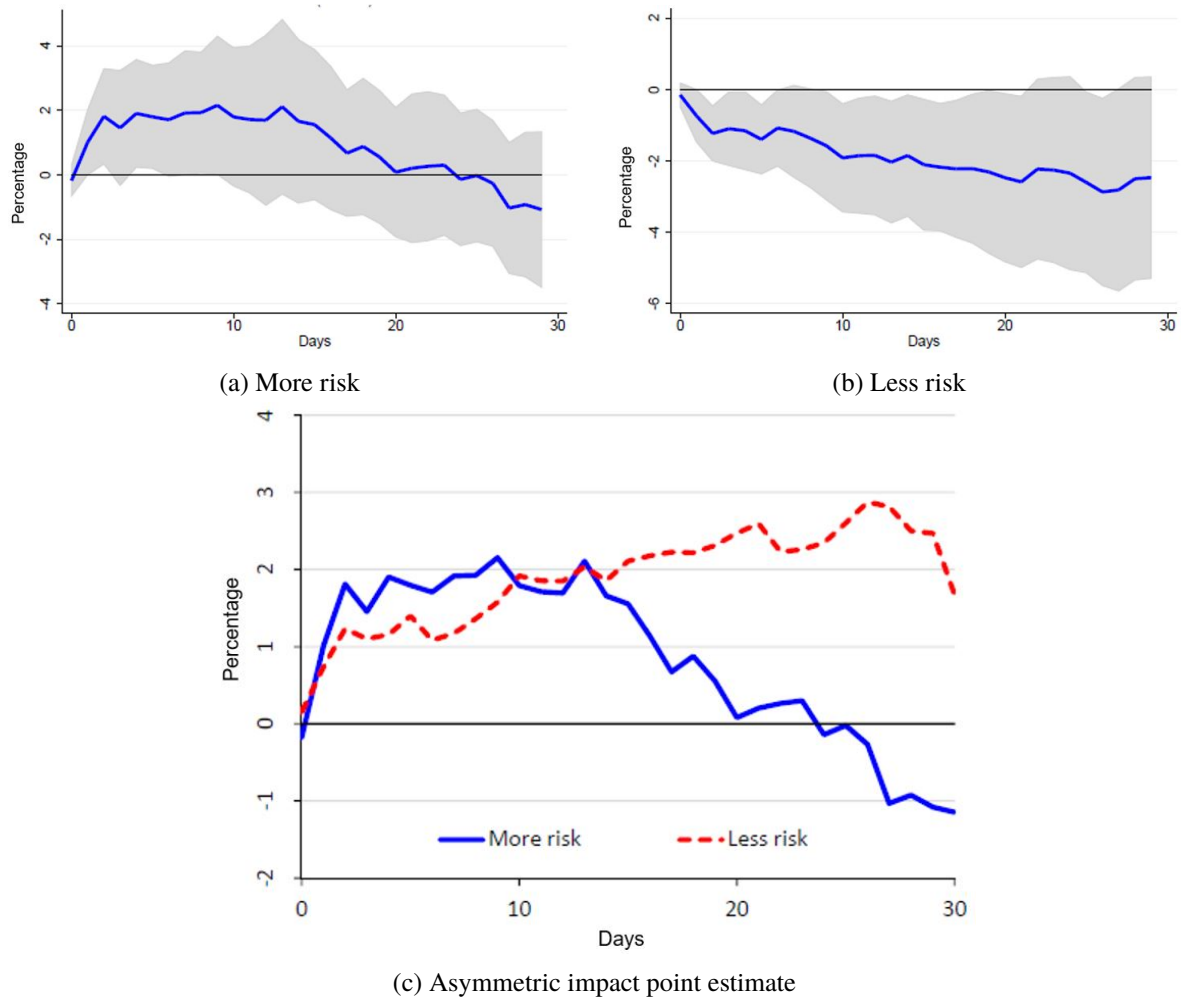 4
2
0
-2
-4
Percentage
0 10 20 30
Days
(a) More risk
2
0
-2
-4
-6
Percentage
0 10 20 30
Days
(b) Less risk
4
3
2
1
0
-1
-2
Percentage
More risk Less risk
0 10 20 30
Days
(c) Asymmetric impact point estimate